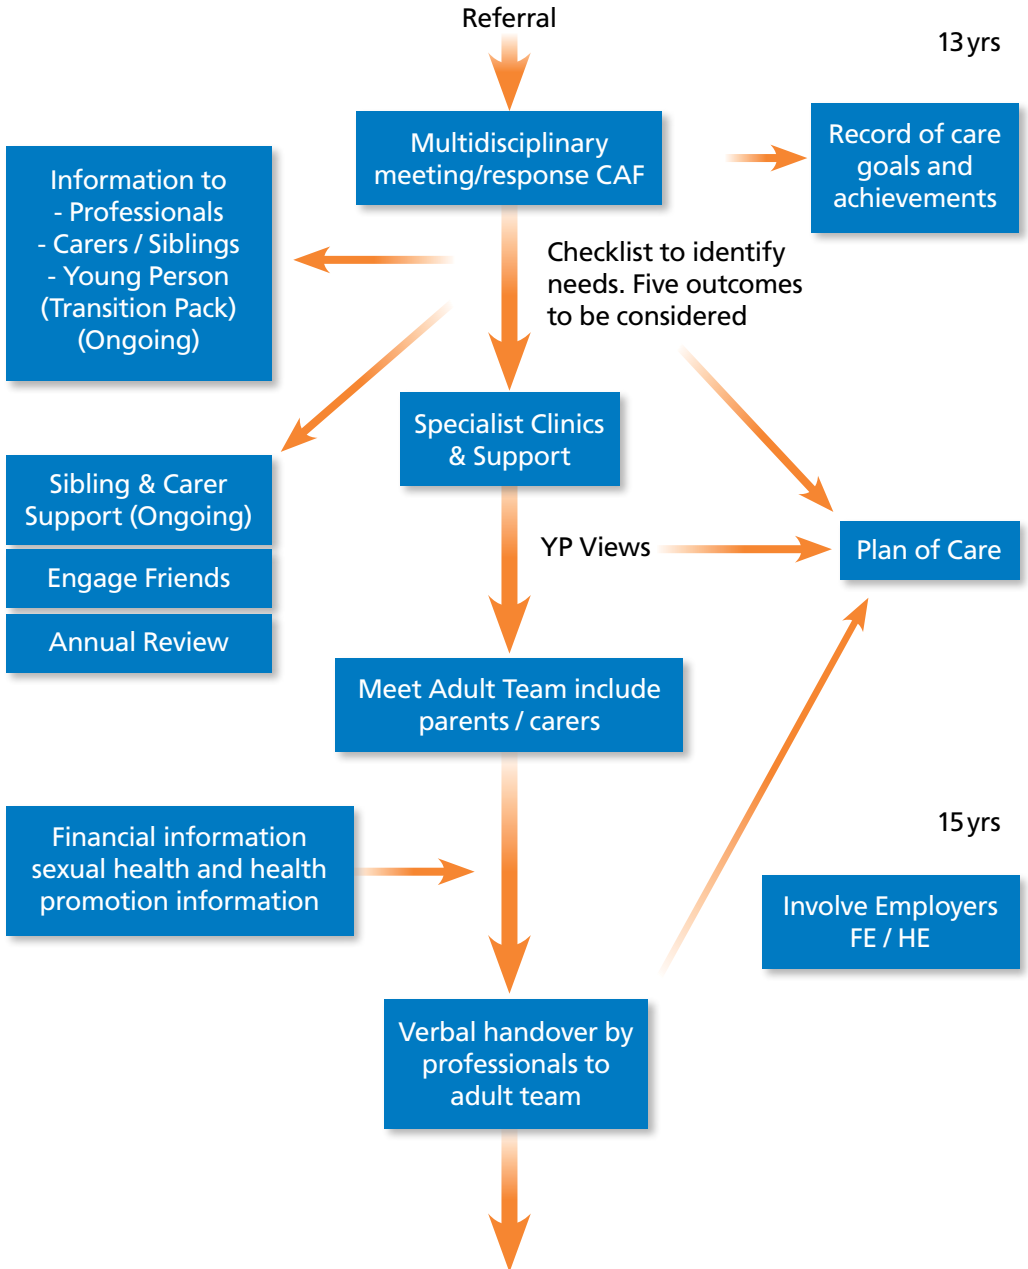 Referral
13 yrs
Multidisciplinary
meeting/response CAF
Record of care
goals and
achievements
Information to
- Professionals
- Carers / Siblings
- Young Person
(Transition Pack)
(Ongoing)
Checklist to identify
needs. Five outcomes
to be considered
Specialist Clinics
& Support
Sibling & Carer
Support (Ongoing)
Engage Friends
Annual Review
YP Views
Plan of Care
Meet Adult Team include
parents / carers
Financial information
sexual health and health
promotion information
15 yrs
Involve Employers
FE / HE
Verbal handover by
professionals to
adult team